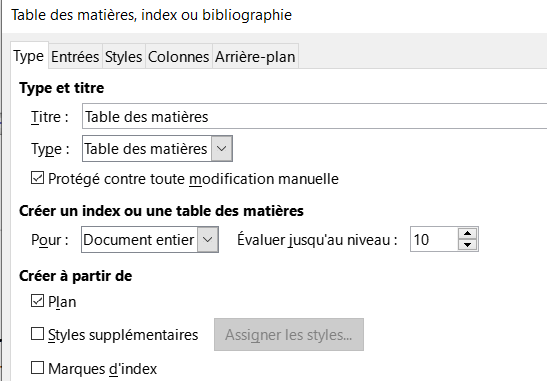 Table des matières, index ou bibliographie
Type Entrées Styles Colonnes Arrière-plan
Type et titre
Titre : Table des matières
Type : Table des matières
Protégé contre toute modification manuelle
Créer un index ou une table des matières
Pour : Document entier Évaluer jusqu'au niveau : 10
Créer à partir de
Plan
Styles supplémentaires Assigner les styles...
Marques d'index